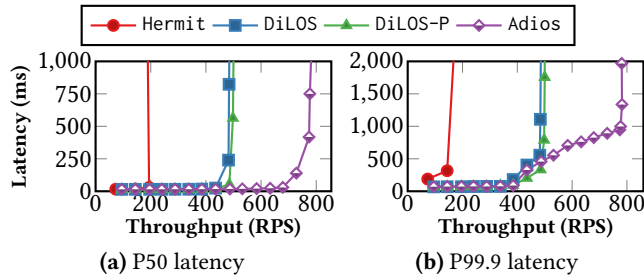 Hermit DiLOS DiLOS-P Adios
1,000 2,000
750 1,500
500 1,000
250 500
0 0
Latency (ms)
0 200 400 600 800 0 200 400 600 800
Throughput (RPS) Throughput (RPS)
(a) P50 latency (b) P99.9 latency